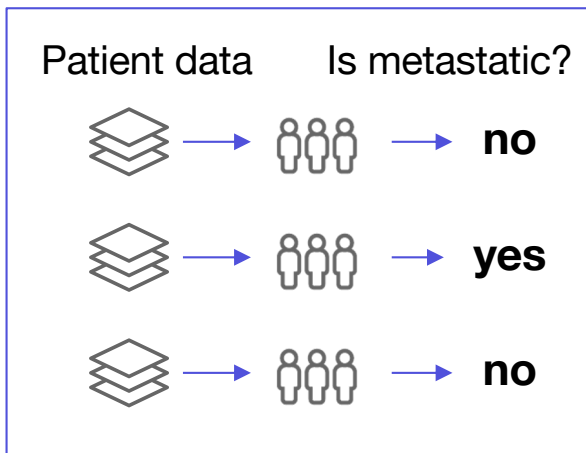 Patient data Is metastatic?
no
yes
no